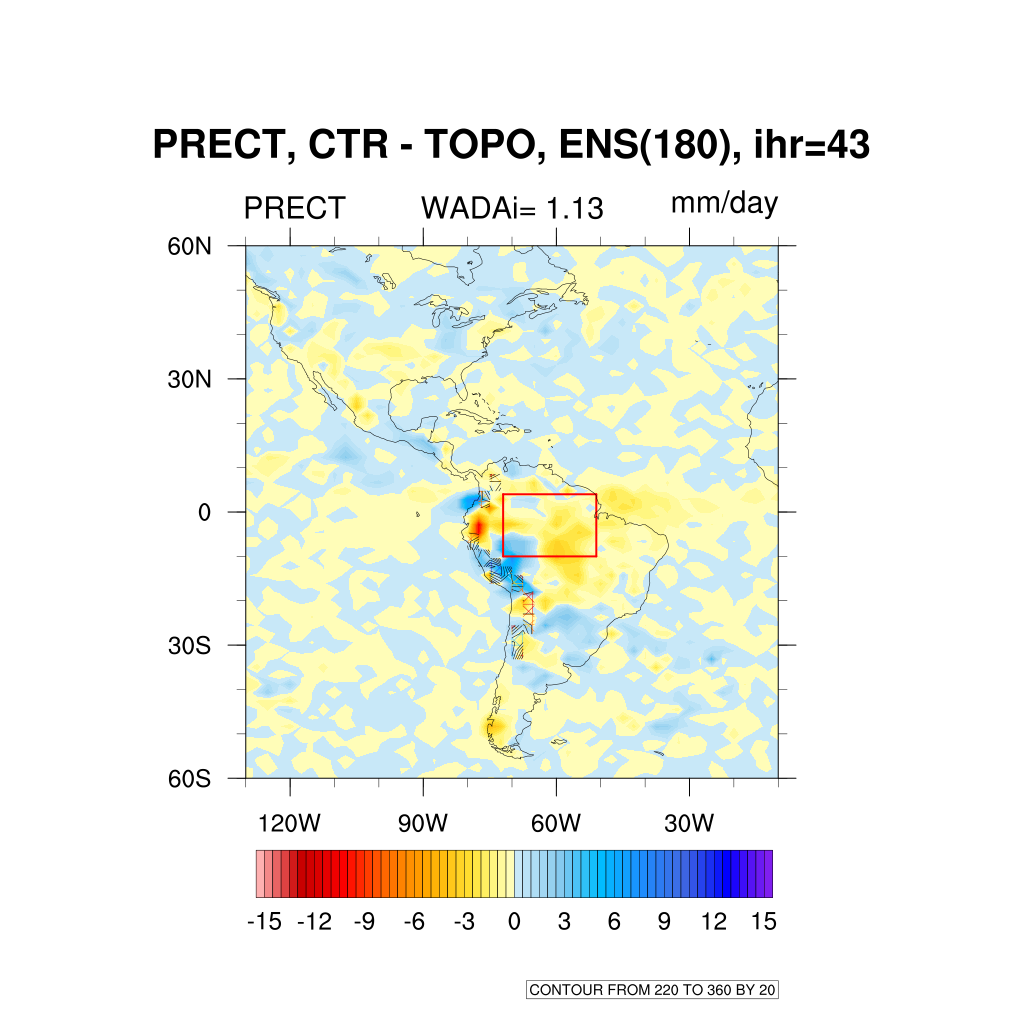 PRECT, CTR - TOPO, ENS(180), ihr=43
PRECT WADAi= 1.13 mm/day
60N
30N
0
30S
60S
120W 90W 60W 30W
-15 -12 -9 -6 -3 0 3 6 9 12 15
CONTOUR FROM 220 TO 360 BY 20